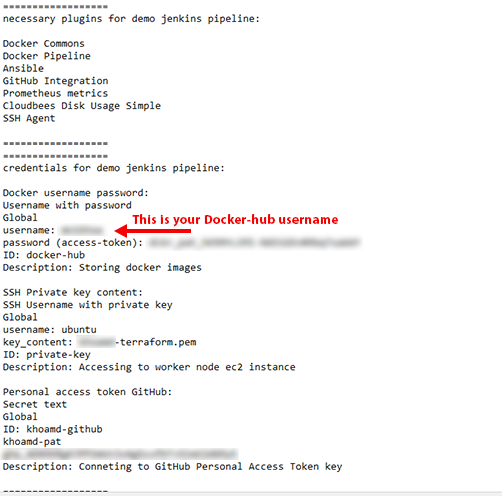 ==================
necessary plugins for demo jenkins pipeline:
Docker Commons
Docker Pipeline
Ansible
GitHub Integration
Prometheus metrics
Cloudbees Disk Usage Simple
SSH Agent
==================
==================
credentials for demo jenkins pipeline:
Docker username password:
Username with password
Global
username:
This is your Docker-hub username
password (access-token):
ID: docker-hub
Description: Storing docker images
SSH Private key content:
SSH Username with private key
Global
username: ubuntu
key_content: -terraform.pem
ID: private-key
Description: Accessing to worker node ec2 instance
Personal access token GitHub:
Secret text
Global
ID: khoamd-github
khoamd-pat
Description: Conneting to GitHub Personal Access Token key
==================